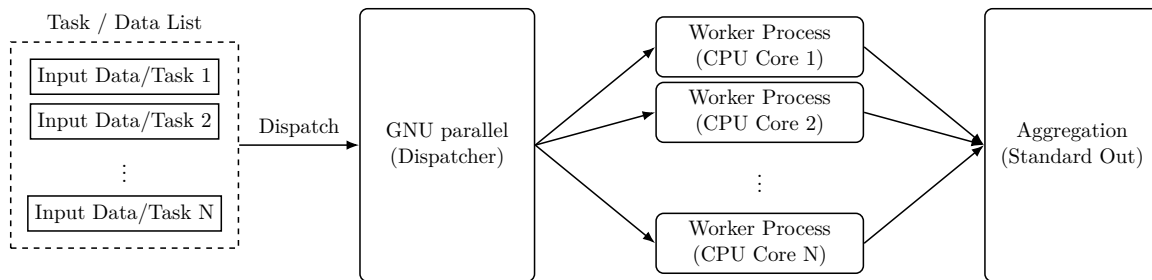 Task / Data List
Input Data/Task 1
Input Data/Task 2
⋮
Input Data/Task N
Dispatch
GNU parallel
(Dispatcher)
Worker Process
(CPU Core 1)
Worker Process
(CPU Core 2)
⋮
Worker Process
(CPU Core N)
Aggregation
(Standard Out)